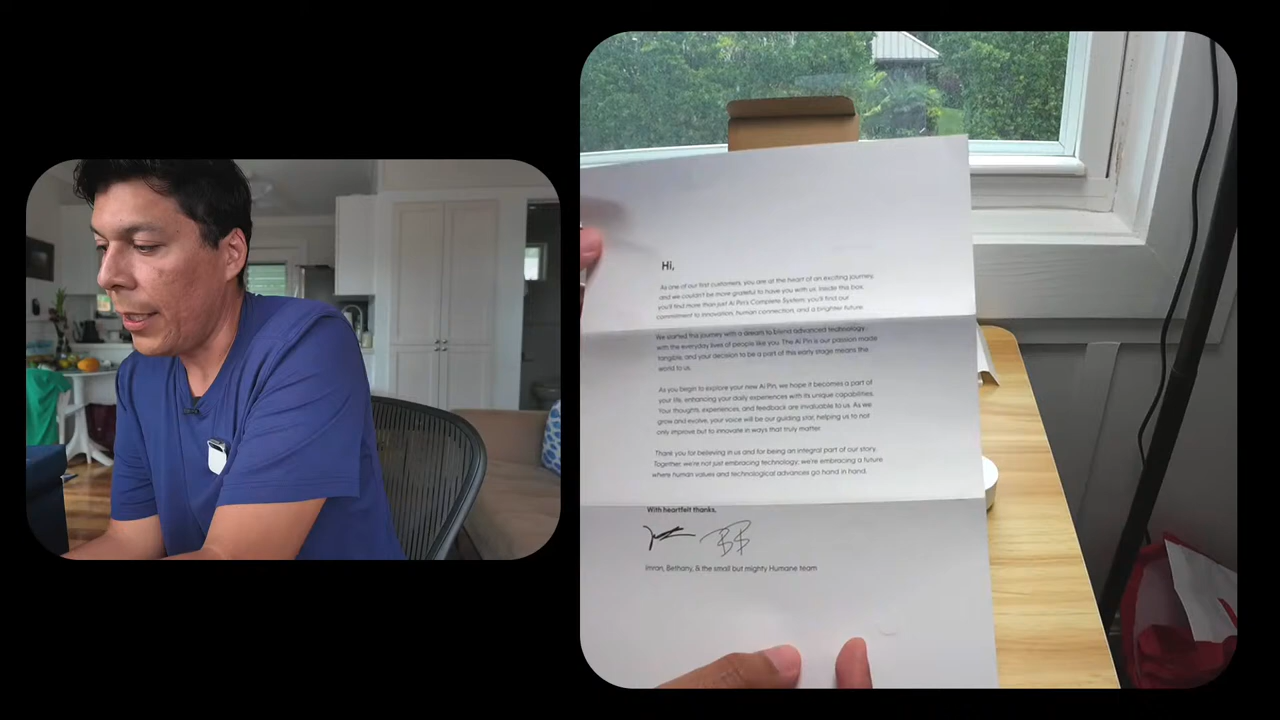 Hi,
As one of our first customers, you are at the heart of an exciting journey,
and we couldn't be more grateful to have you with us. Inside this box,
you'll find more than just Ai Pin's Complete System; you'll find our
commitment to innovation, human connection, and a brighter future.
We started this journey with a dream to blend advanced technology
with the everyday lives of people like you. The Ai Pin is our passion made
tangible, and your decision to be a part of this early stage means the
world to us.
As you begin to explore your new Ai Pin, we hope it becomes a part of
your life, enhancing your daily experiences with its unique capabilities.
Your thoughts, experiences, and feedback are invaluable to us. As we
grow and evolve, your voice will be our guiding star, helping us to not
only improve but to innovate in ways that truly matter.
Thank you for believing in us and for being an integral part of our story.
Together, we're not just embracing technology; we're embracing a future
where human values and technological advances go hand in hand.
With heartfelt thanks,
Imran, Bethany, & the small but mighty Humane team